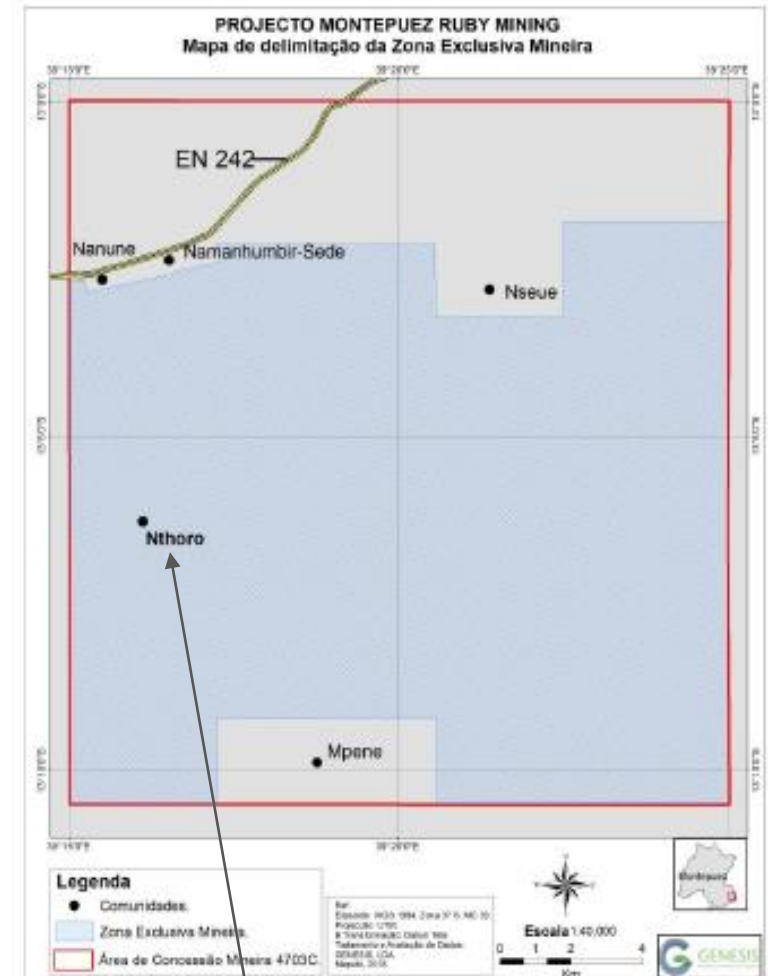 PROJECTO MONTEPUEZ RUBY MINING
Mapa de delimitação da Zona Exclusiva Mineira
EN 242
Nanune
Namanhumbir-Sede
Nseue
Nthoro
Mpene
Legenda
Comunidades.
Zona Exclusiva Mineira.
Área de Concessão Mineira 4703C
Escala 1:40,000
0 1 2 4
Km
Montepuez
GENESIS